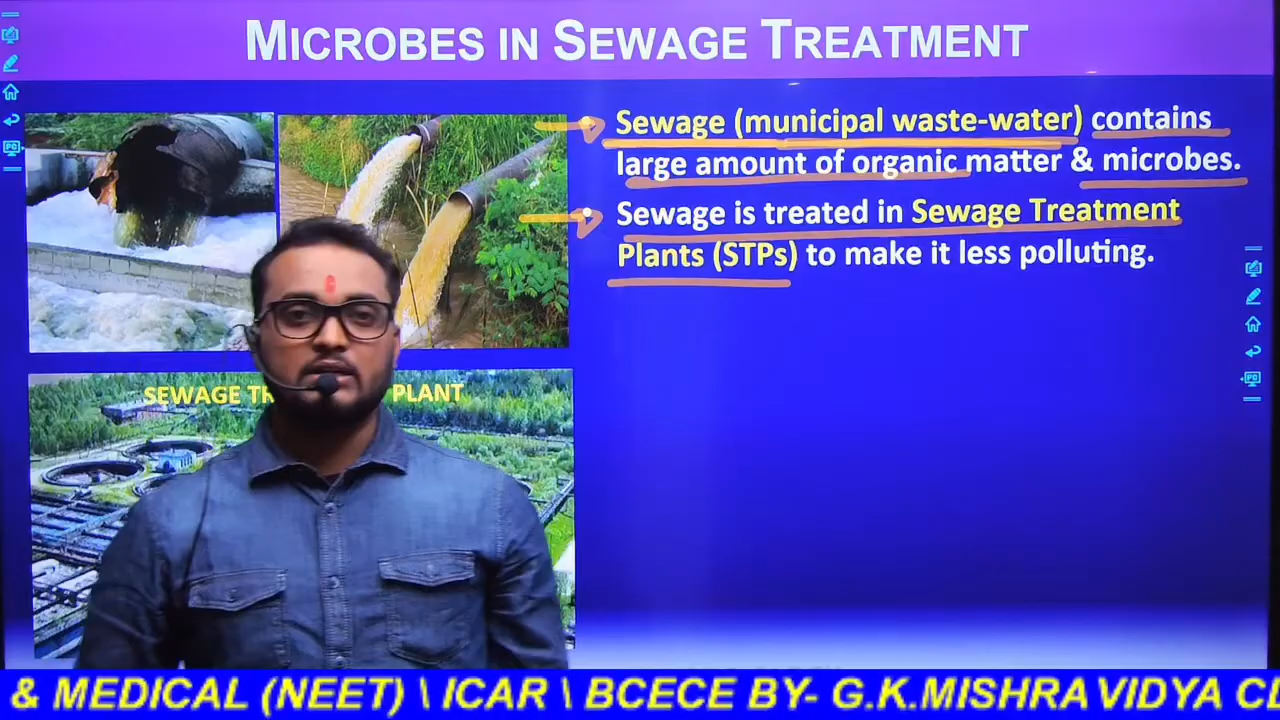 MICROBES IN SEWAGE TREATMENT
Sewage (municipal waste-water) contains
large amount of organic matter & microbes.
Sewage is treated in Sewage Treatment
Plants (STPs) to make it less polluting.
SEWAGE PLANT
& MEDICAL (NEET) \ ICAR \ BCECE BY- G.K.MISHRA VIDYA